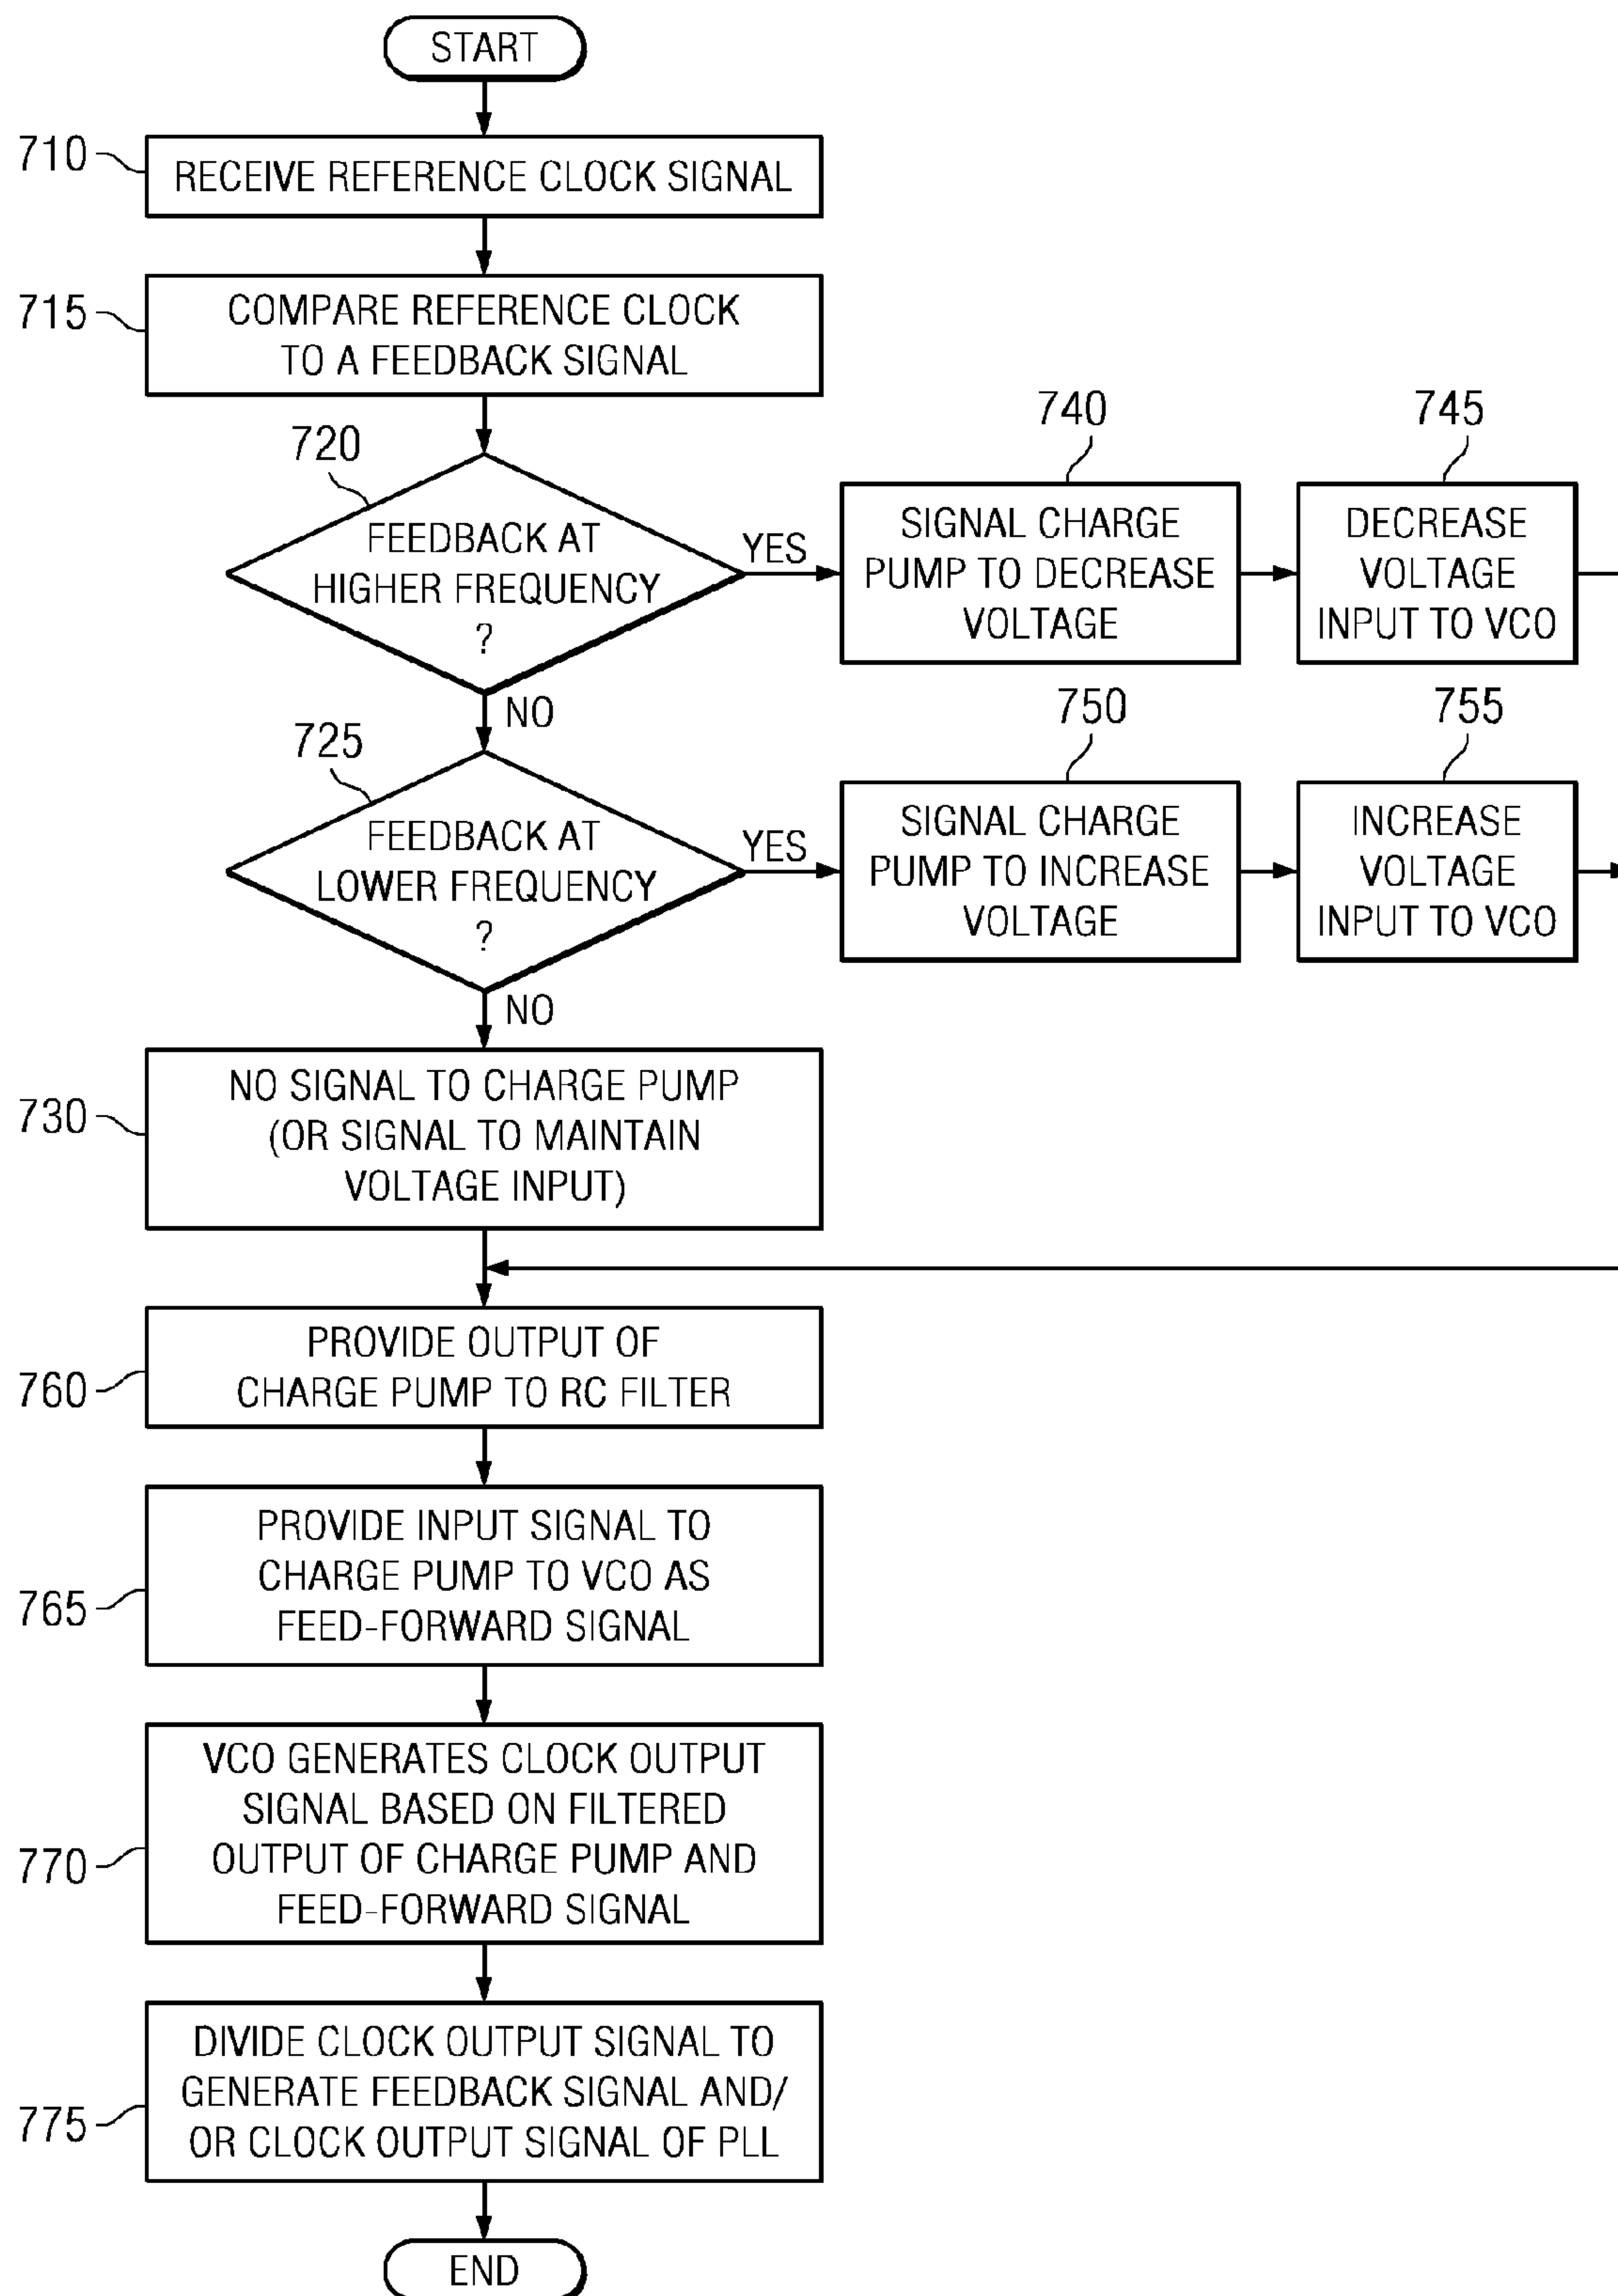 START
710
RECEIVE REFERENCE CLOCK SIGNAL
715
COMPARE REFERENCE CLOCK
TO A FEEDBACK SIGNAL
720
FEEDBACK AT
HIGHER FREQUENCY
?
YES
740
SIGNAL CHARGE
PUMP TO DECREASE
VOLTAGE
745
DECREASE
VOLTAGE
INPUT TO VCO
NO
725
FEEDBACK AT
LOWER FREQUENCY
?
YES
750
SIGNAL CHARGE
PUMP TO INCREASE
VOLTAGE
755
INCREASE
VOLTAGE
INPUT TO VCO
NO
730
NO SIGNAL TO CHARGE PUMP
(OR SIGNAL TO MAINTAIN
VOLTAGE INPUT)
760
PROVIDE OUTPUT OF
CHARGE PUMP TO RC FILTER
765
PROVIDE INPUT SIGNAL TO
CHARGE PUMP TO VCO AS
FEED-FORWARD SIGNAL
770
VCO GENERATES CLOCK OUTPUT
SIGNAL BASED ON FILTERED
OUTPUT OF CHARGE PUMP AND
FEED-FORWARD SIGNAL
775
DIVIDE CLOCK OUTPUT SIGNAL TO
GENERATE FEEDBACK SIGNAL AND/
OR CLOCK OUTPUT SIGNAL OF PLL
END